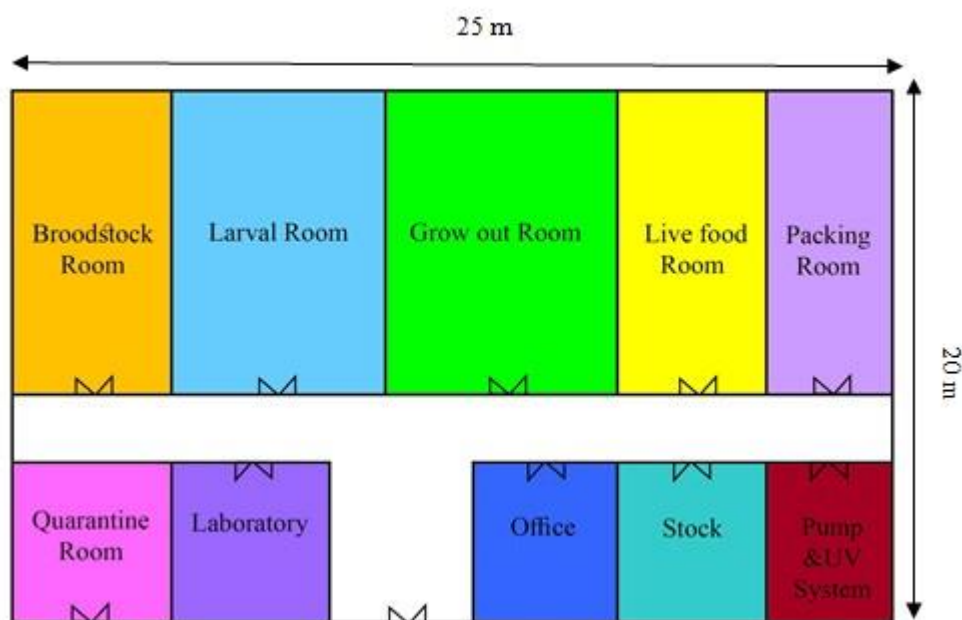 25 m
Broodstock
Room
Larval Room
Grow out Room
Live food
Room
Packing
Room
20 m
Quarantine
Room
Laboratory
Office
Stock
Pump
&UV
System